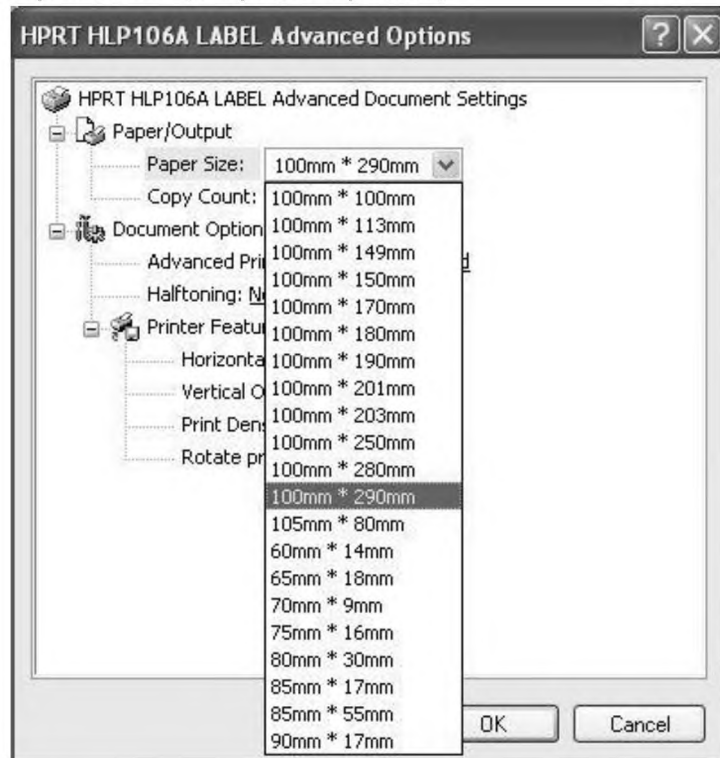 HPRT HLP106A LABEL Advanced Options
HPRT HLP106A LABEL Advanced Document Settings
Paper/Output
Paper Size: 100mm * 290mm
Copy Count:
100mm * 100mm
100mm * 113mm
100mm * 149mm
100mm * 150mm
100mm * 170mm
100mm * 180mm
100mm * 190mm
100mm * 201mm
100mm * 203mm
100mm * 250mm
100mm * 280mm
100mm * 290mm
105mm * 80mm
60mm * 14mm
65mm * 18mm
70mm * 9mm
75mm * 16mm
80mm * 30mm
85mm * 17mm
85mm * 55mm
90mm * 17mm
Document Option
Advanced Pri
Halftoning: N
Printer Featu
Horizonta
Vertical O
Print Den
Rotate pr
OK
Cancel